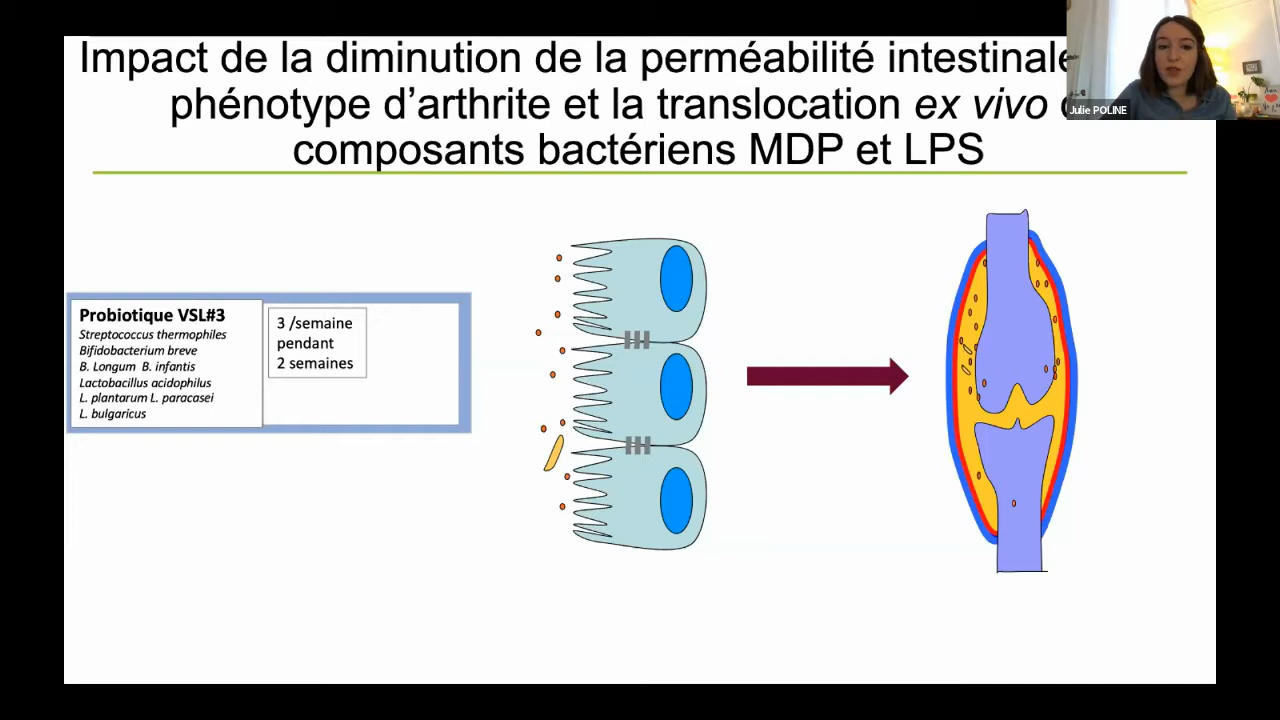 Impact de la diminution de la perméabilité intestinale
phénotype d'arthrite et la translocation ex vivo
composants bactériens MDP et LPS
Julie POLINE
Probiotique VSL#3
Streptococcus thermophiles
Bifidobacterium breve
B. Longum B. infantis
Lactobacillus acidophilus
L. plantarum L. paracasei
L. bulgaricus
3 /semaine
pendant
2 semaines